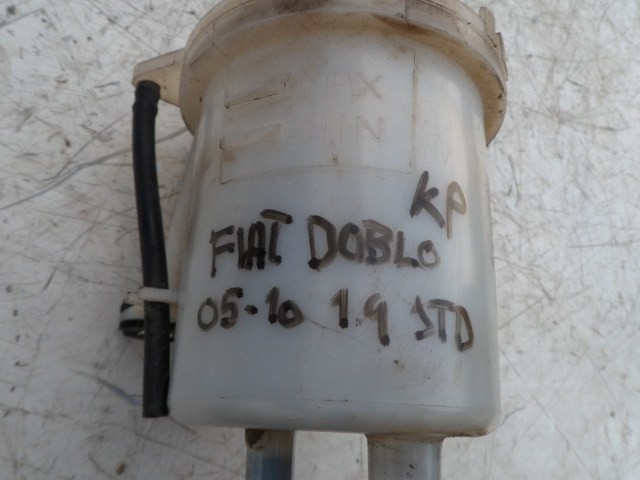 MAX
MIN
KP
FIAT DOBLO
05-10 1.9 JTD